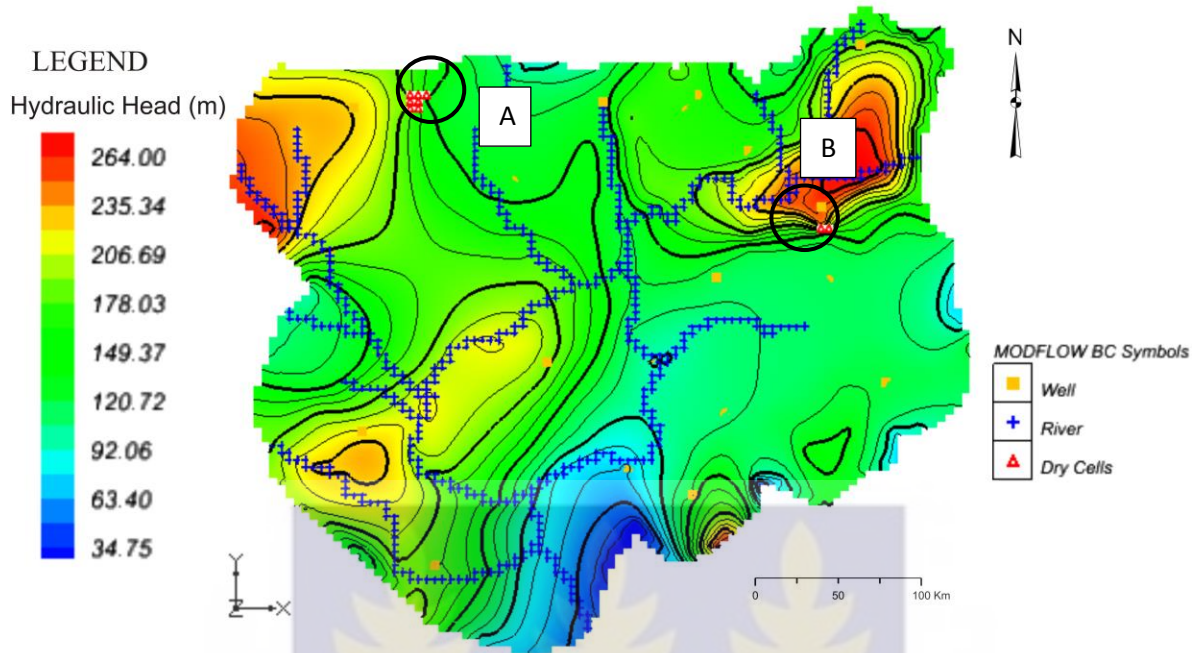 LEGEND
Hydraulic Head (m)
264.00
235.34
206.69
178.03
149.37
120.72
92.06
63.40
34.75
A
B
N
MODFLOW BC Symbols
Well
River
Dry Cells
Y
Z X
0 50 100 Km